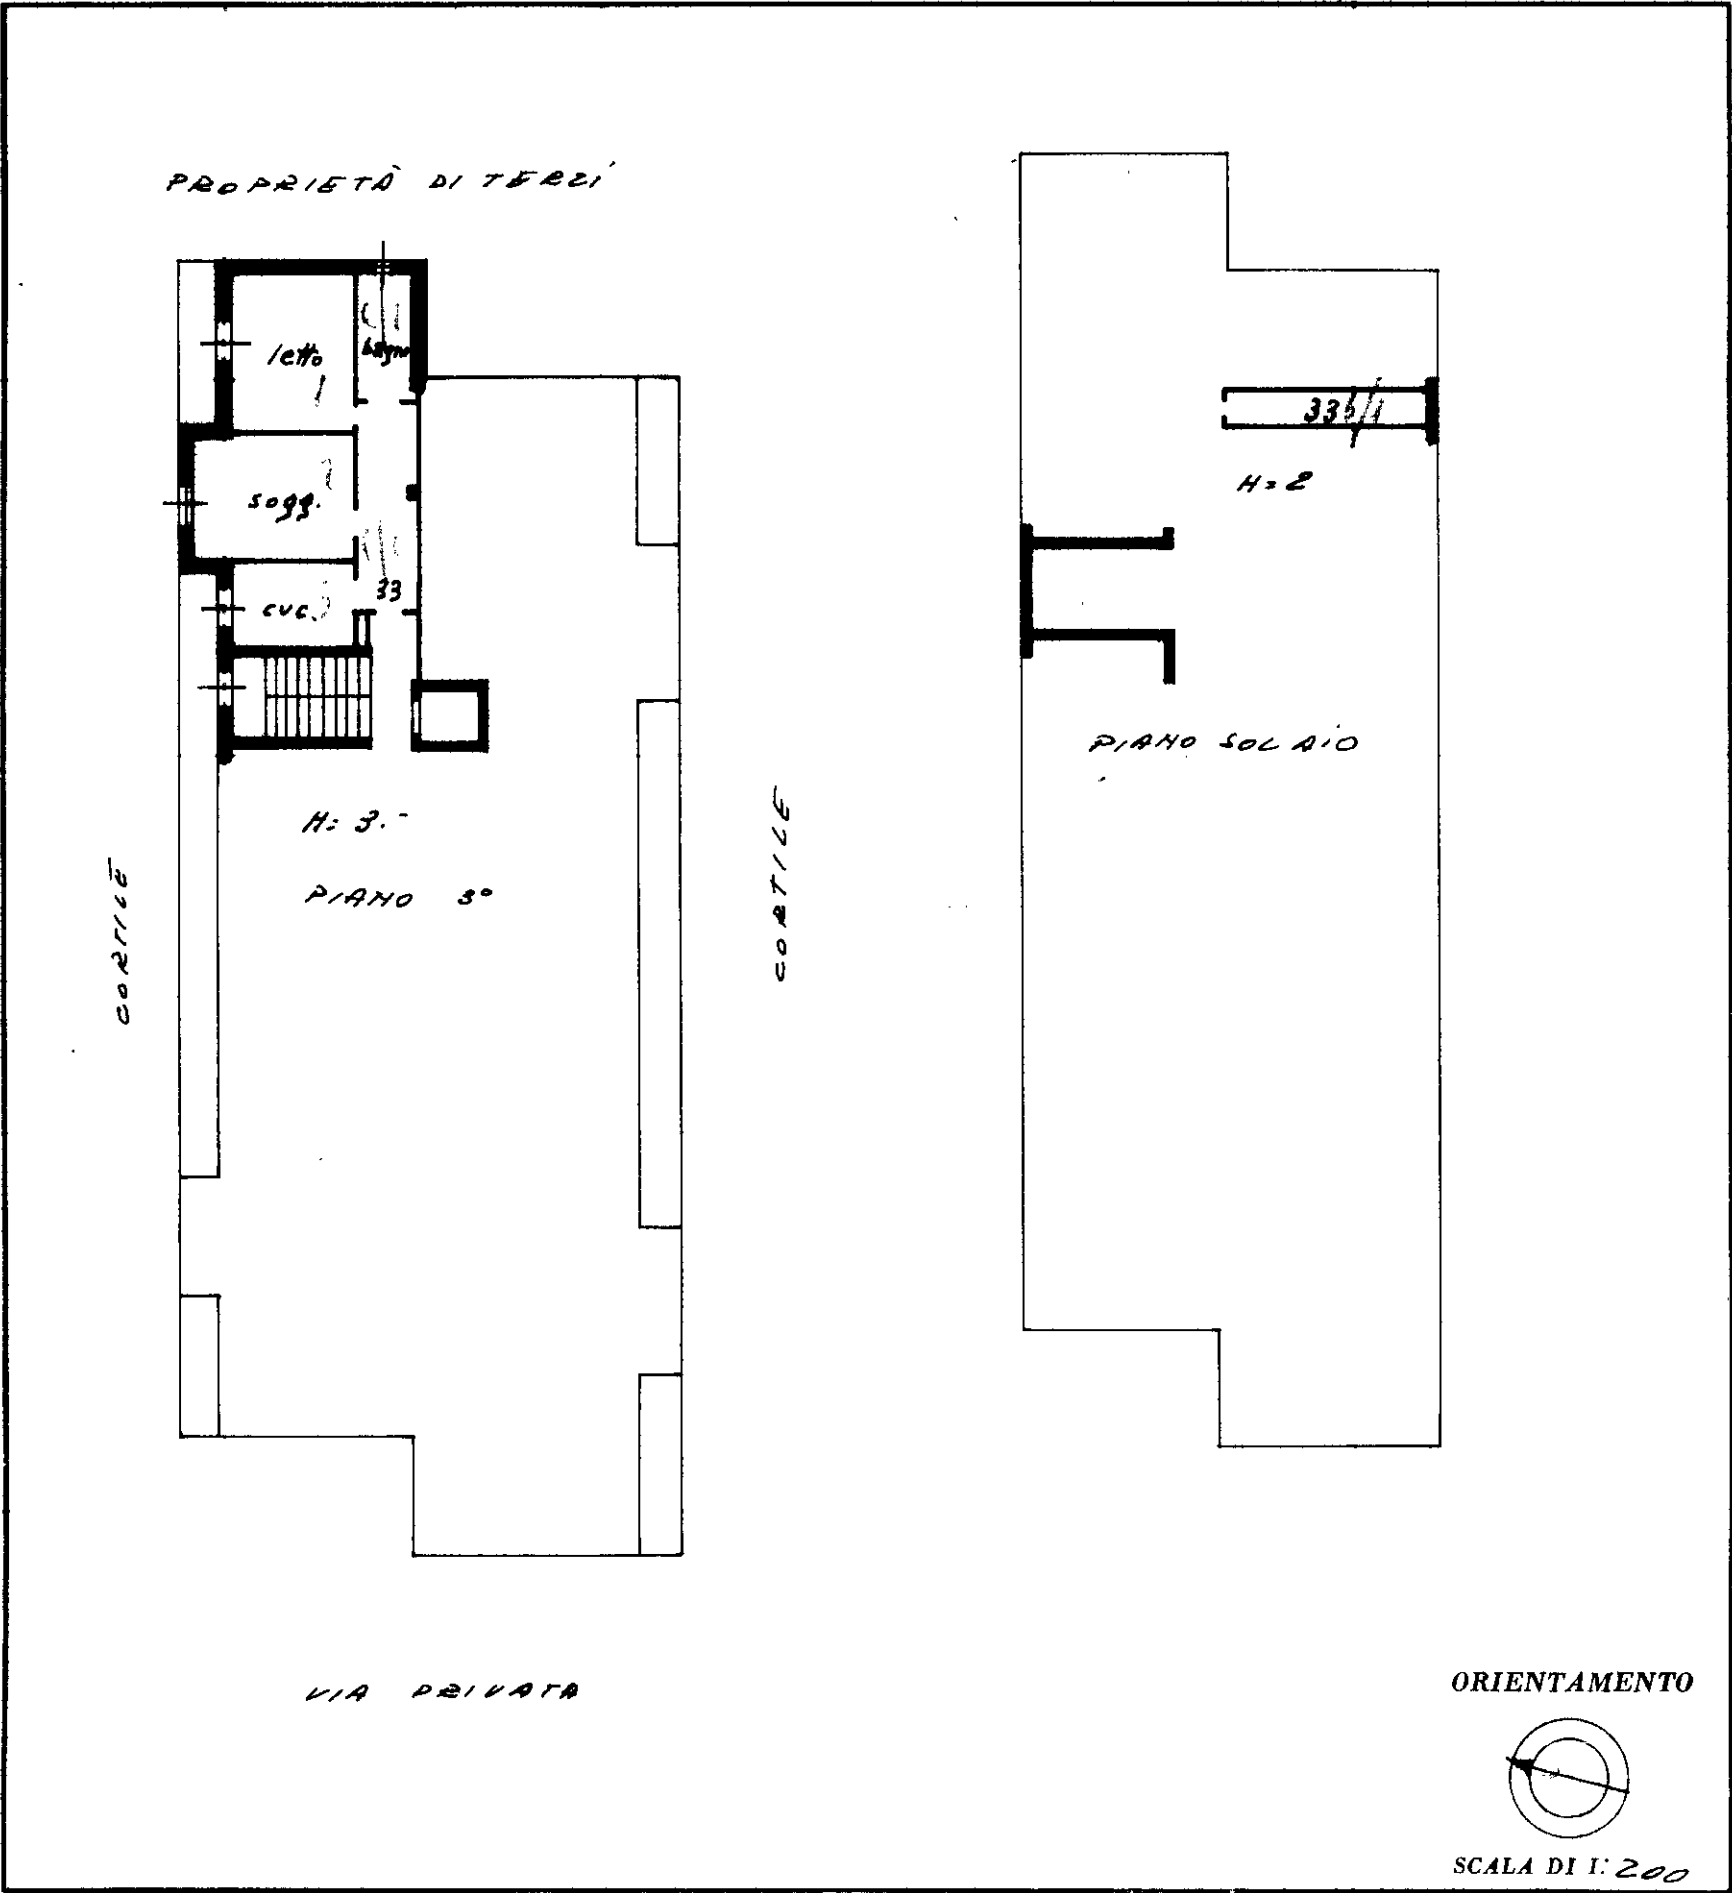 PROPRIETÀ DI TERZI
letto
bagno
sogg.
cuc.
33
H= 3.-
PIANO 3°
CORTILE
CORTILE
VIA PRIVATA
H=2
PIANO SOLAIO
ORIENTAMENTO
SCALA DI 1:200